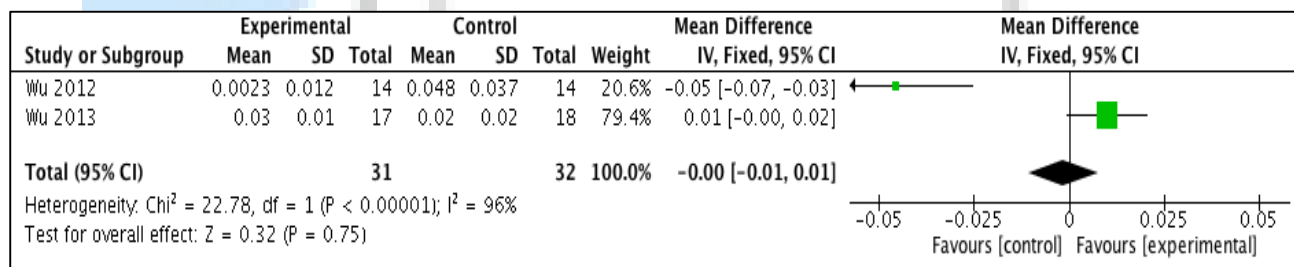 Experimental Control Mean Difference Mean Difference
Study or Subgroup Mean SD Total Mean SD Total Weight IV, Fixed, 95% CI IV, Fixed, 95% CI
Wu 2012 0.0023 0.012 14 0.048 0.037 14 20.6% −0.05 [−0.07, −0.03]
Wu 2013 0.03 0.01 17 0.02 0.02 18 79.4% 0.01 [−0.00, 0.02]
Total (95% CI) 31 32 100.0% −0.00 [−0.01, 0.01]
Heterogeneity: Chi² = 22.78, df = 1 (P < 0.00001); I² = 96%
Test for overall effect: Z = 0.32 (P = 0.75)
−0.05 −0.025 0 0.025 0.05
Favours [control] Favours [experimental]